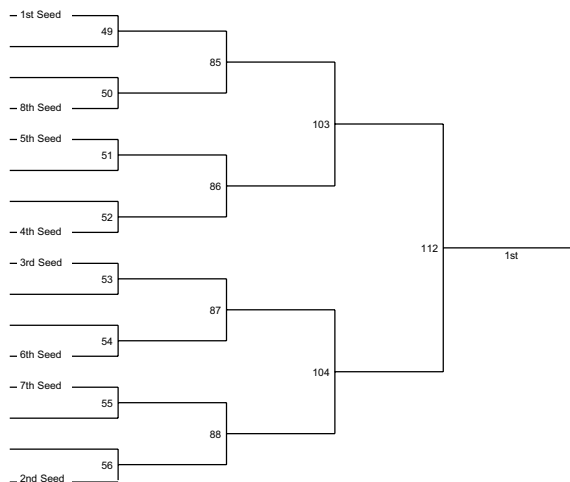 1st Seed
49
85
50
8th Seed
103
5th Seed
51
86
52
4th Seed
112
1st
3rd Seed
53
87
54
6th Seed
104
7th Seed
55
88
56
2nd Seed